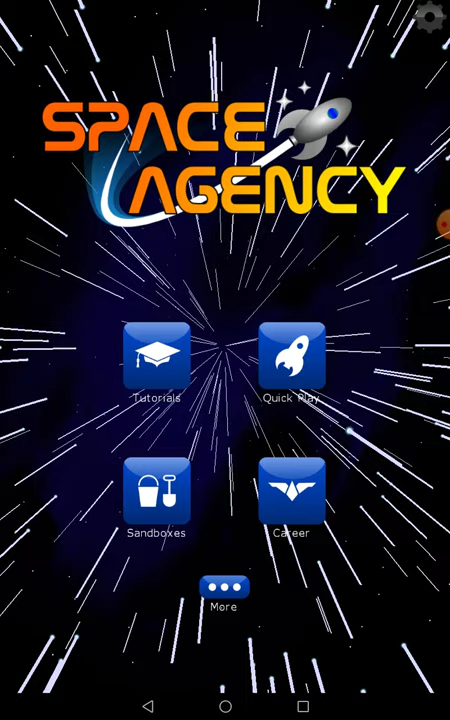 SPACE
AGENCY
Tutorials
Quick Play
Sandboxes
Career
More